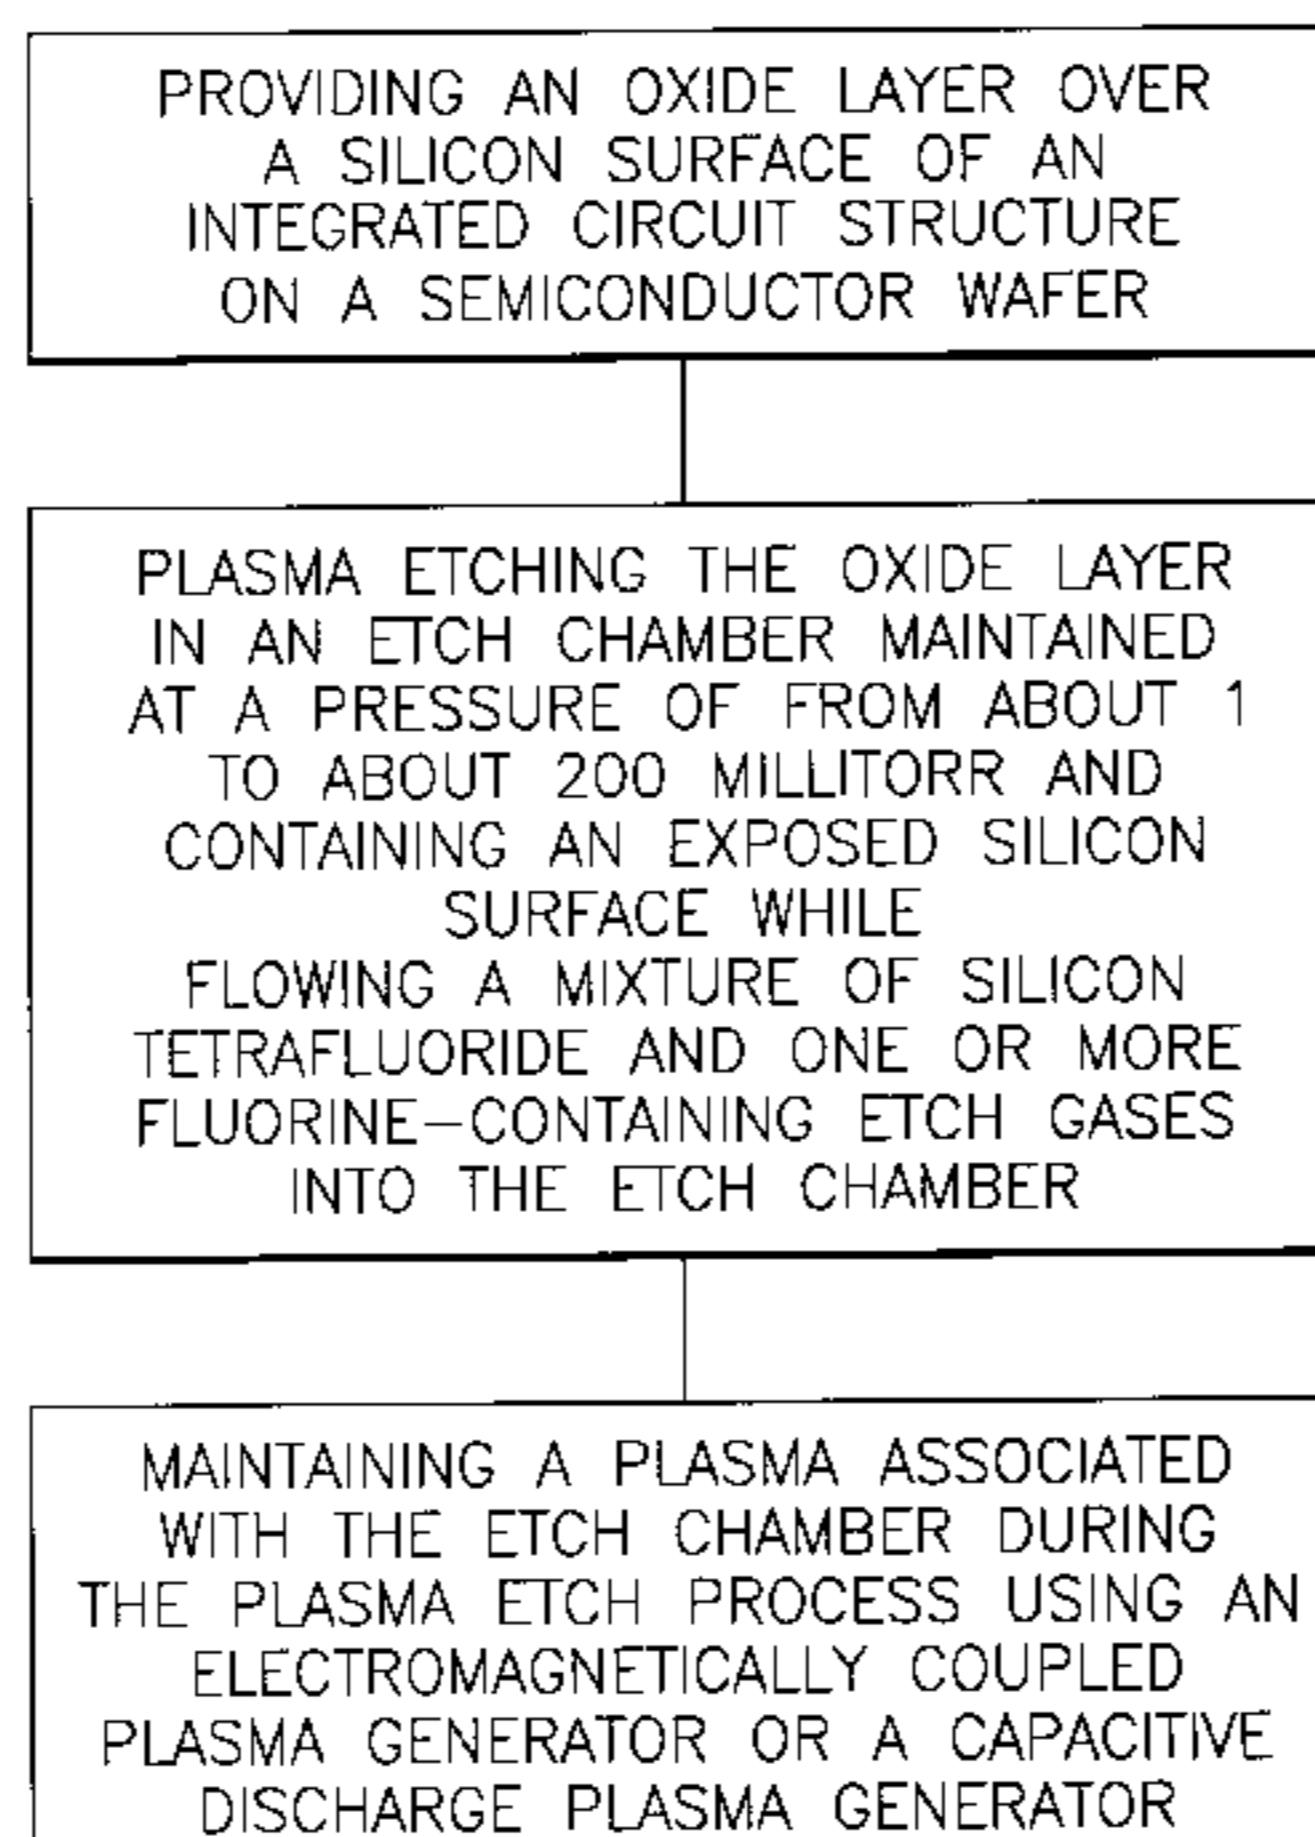 PROVIDING AN OXIDE LAYER OVER
A SILICON SURFACE OF AN
INTEGRATED CIRCUIT STRUCTURE
ON A SEMICONDUCTOR WAFER
PLASMA ETCHING THE OXIDE LAYER
IN AN ETCH CHAMBER MAINTAINED
AT A PRESSURE OF FROM ABOUT 1
TO ABOUT 200 MILLITORR AND
CONTAINING AN EXPOSED SILICON
SURFACE WHILE
FLOWING A MIXTURE OF SILICON
TETRAFLUORIDE AND ONE OR MORE
FLUORINE-CONTAINING ETCH GASES
INTO THE ETCH CHAMBER
MAINTAINING A PLASMA ASSOCIATED
WITH THE ETCH CHAMBER DURING
THE PLASMA ETCH PROCESS USING AN
ELECTROMAGNETICALLY COUPLED
PLASMA GENERATOR OR A CAPACITIVE
DISCHARGE PLASMA GENERATOR